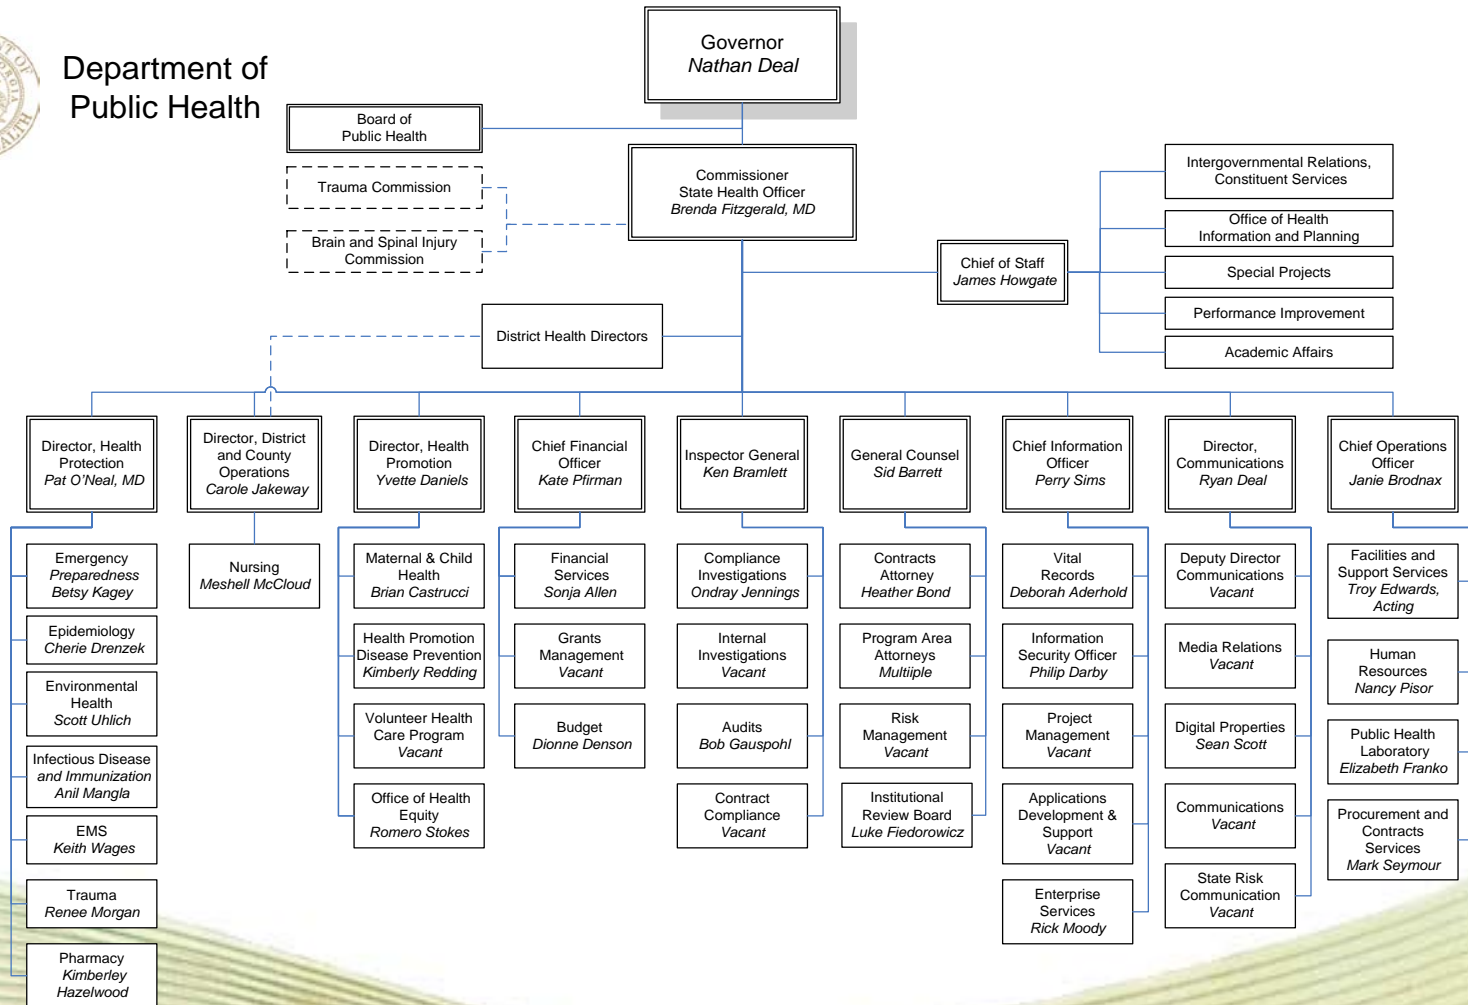 Department of
Public Health
Governor
Nathan Deal
Board of
Public Health
Commissioner
State Health Officer
Brenda Fitzgerald, MD
Trauma Commission
Brain and Spinal Injury
Commission
Chief of Staff
James Howgate
Intergovernmental Relations,
Constituent Services
Office of Health
Information and Planning
Special Projects
Performance Improvement
Academic Affairs
District Health Directors
Director, Health
Protection
Pat O'Neal, MD
Director, District
and County
Operations
Carole Jakeway
Director, Health
Promotion
Yvette Daniels
Chief Financial
Officer
Kate Pfirman
Inspector General
Ken Bramlett
General Counsel
Sid Barrett
Chief Information
Officer
Perry Sims
Director,
Communications
Ryan Deal
Chief Operations
Officer
Janie Brodnax
Emergency
Preparedness
Betsy Kagey
Epidemiology
Cherie Drenzek
Environmental
Health
Scott Uhlich
Infectious Disease
and Immunization
Anil Mangla
EMS
Keith Wages
Trauma
Renee Morgan
Pharmacy
Kimberley
Hazelwood
Nursing
Meshell McCloud
Maternal & Child
Health
Brian Castrucci
Health Promotion
Disease Prevention
Kimberly Redding
Volunteer Health
Care Program
Vacant
Office of Health
Equity
Romero Stokes
Financial
Services
Sonja Allen
Grants
Management
Vacant
Budget
Dionne Denson
Compliance
Investigations
Ondray Jennings
Internal
Investigations
Vacant
Audits
Bob Gauspohl
Contract
Compliance
Vacant
Contracts
Attorney
Heather Bond
Program Area
Attorneys
Multiiple
Risk
Management
Vacant
Institutional
Review Board
Luke Fiedorowicz
Vital
Records
Deborah Aderhold
Information
Security Officer
Philip Darby
Project
Management
Vacant
Applications
Development &
Support
Vacant
Enterprise
Services
Rick Moody
Deputy Director
Communications
Vacant
Media Relations
Vacant
Digital Properties
Sean Scott
Communications
Vacant
State Risk
Communication
Vacant
Facilities and
Support Services
Troy Edwards,
Acting
Human
Resources
Nancy Pisor
Public Health
Laboratory
Elizabeth Franko
Procurement and
Contracts
Services
Mark Seymour